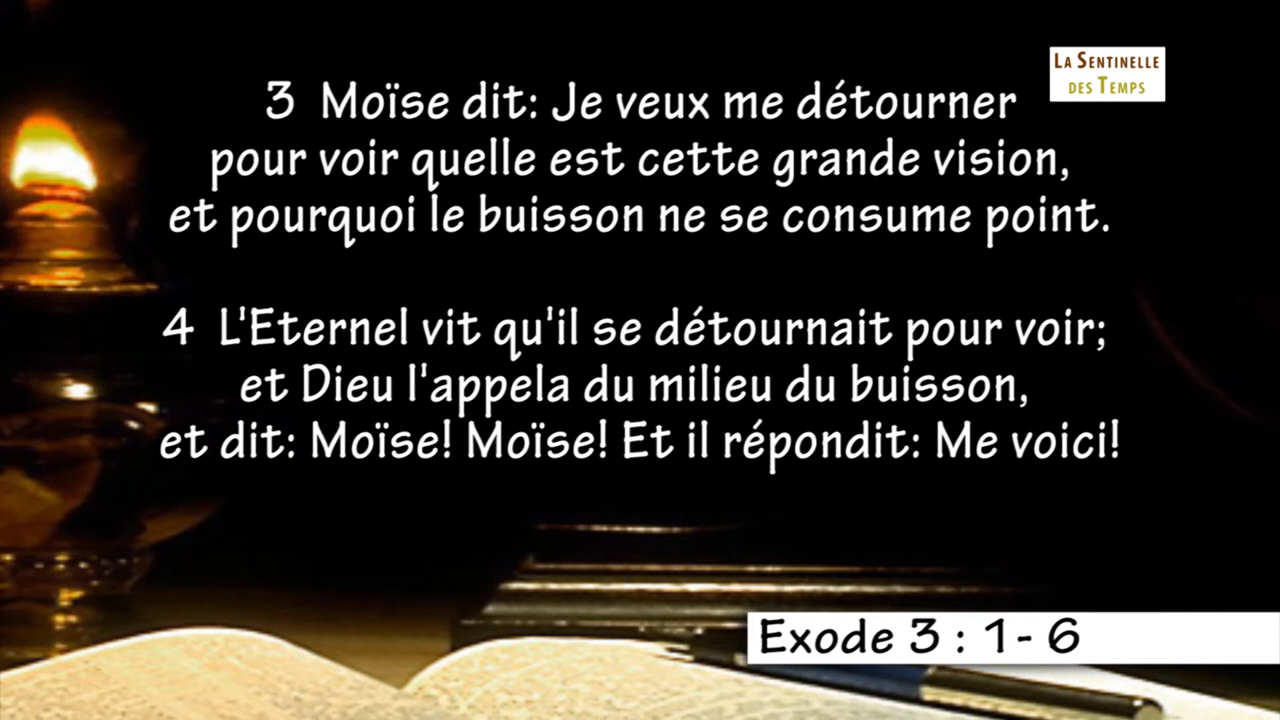 LA SENTINELLE
DES TEMPS
3 Moïse dit: Je veux me détourner
pour voir quelle est cette grande vision,
et pourquoi le buisson ne se consume point.
4 L'Eternel vit qu'il se détournait pour voir;
et Dieu l'appela du milieu du buisson,
et dit: Moïse! Moïse! Et il répondit: Me voici!
Exode 3 : 1- 6